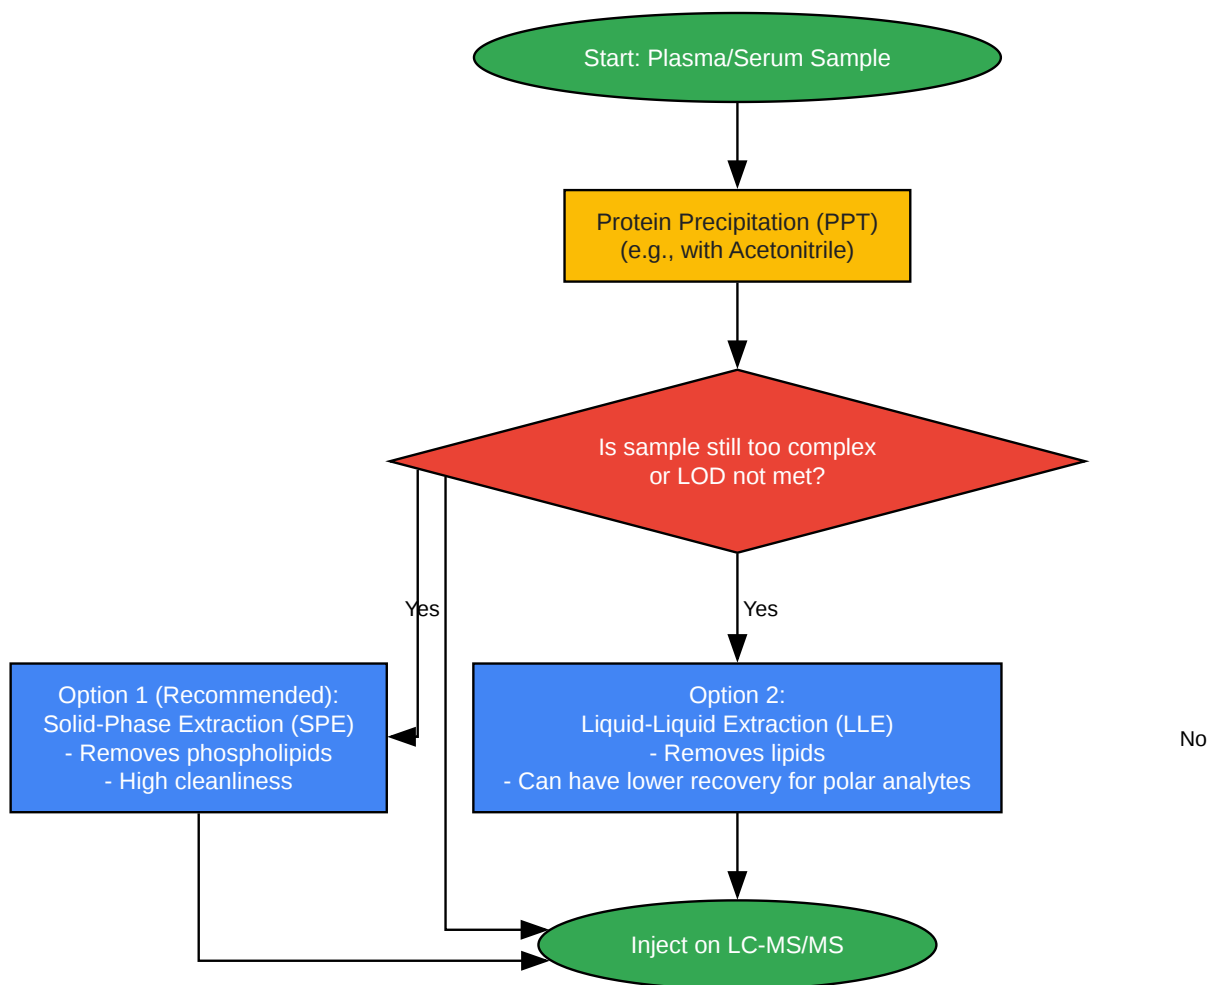 Start: Plasma/Serum Sample
Protein Precipitation (PPT)
(e.g., with Acetonitrile)
Is sample still too complex
or LOD not met?
Yes
Yes
Option 1 (Recommended):
Solid-Phase Extraction (SPE)
- Removes phospholipids
- High cleanliness
Option 2:
Liquid-Liquid Extraction (LLE)
- Removes lipids
- Can have lower recovery for polar analytes
No
Inject on LC-MS/MS